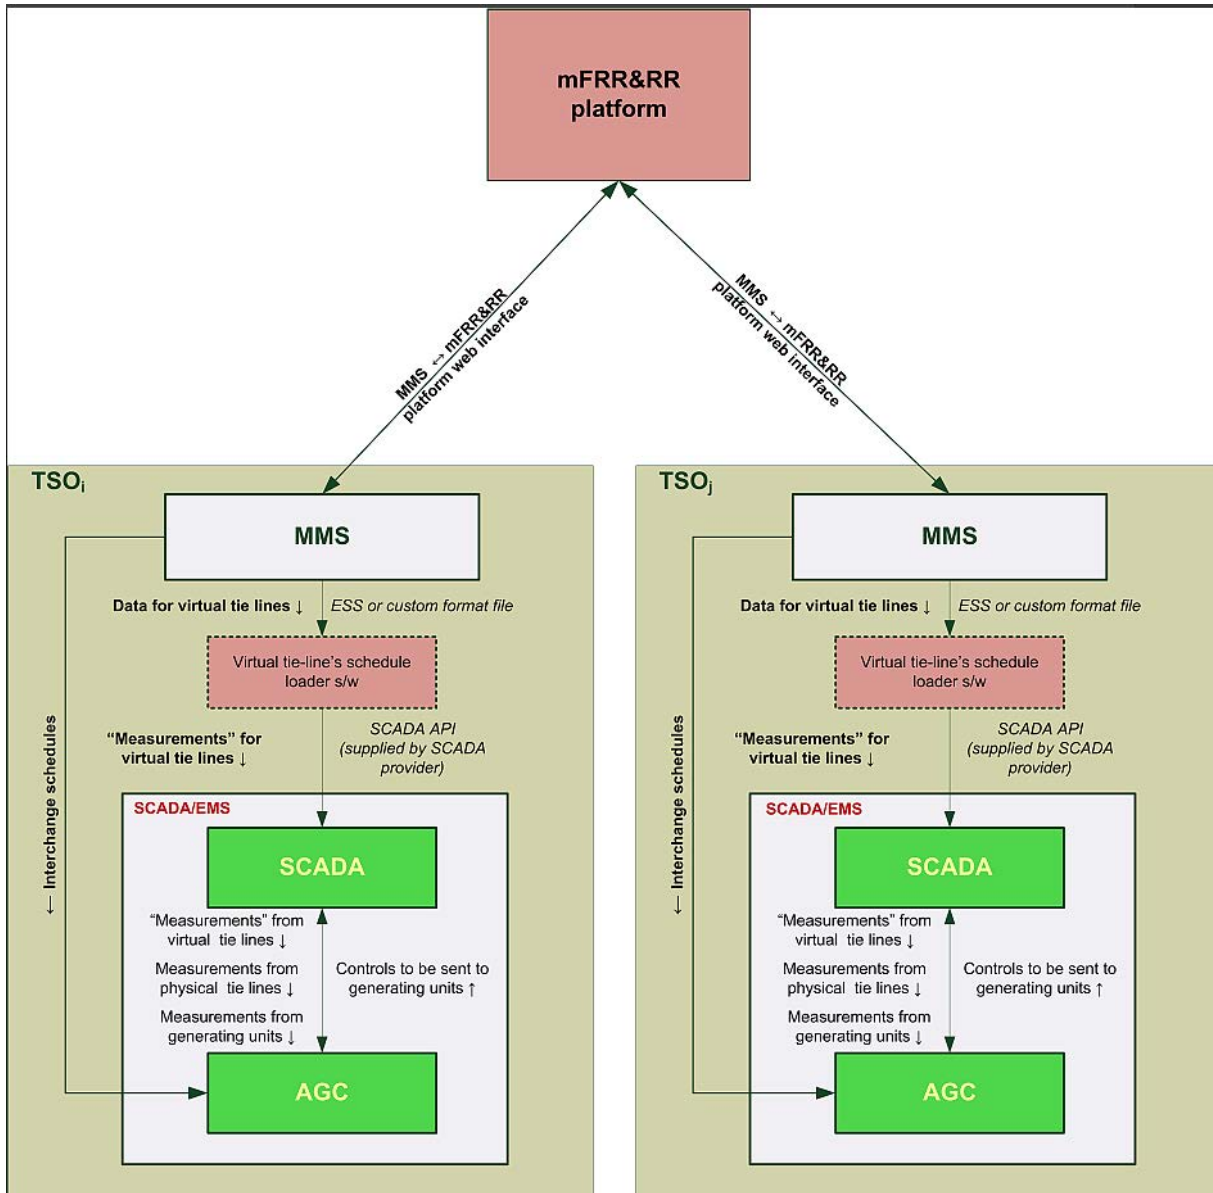 mFRR&RR
platform
MMS ↔ mFRR&RR
platform web interface
MMS ↔ mFRR&RR
platform web interface
TSOi
MMS
Data for virtual tie lines ↓
ESS or custom format file
Virtual tie-line’s schedule
loader s/w
“Measurements” for
virtual tie lines ↓
SCADA API
(supplied by SCADA
provider)
← Interchange schedules
SCADA/EMS
SCADA
“Measurements” from
virtual tie lines ↓
Measurements from
physical tie lines ↓
Measurements from
generating units ↓
Controls to be sent to
generating units ↑
AGC
TSOj
MMS
Data for virtual tie lines ↓
ESS or custom format file
Virtual tie-line’s schedule
loader s/w
“Measurements” for
virtual tie lines ↓
SCADA API
(supplied by SCADA
provider)
← Interchange schedules
SCADA/EMS
SCADA
“Measurements” from
virtual tie lines ↓
Measurements from
physical tie lines ↓
Measurements from
generating units ↓
Controls to be sent to
generating units ↑
AGC